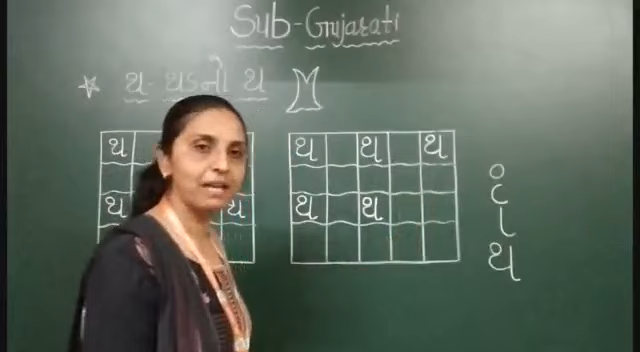 Sub-Gujarati
થ - થડનો થ
થ થ થ થ
થ થ થ થ
થ